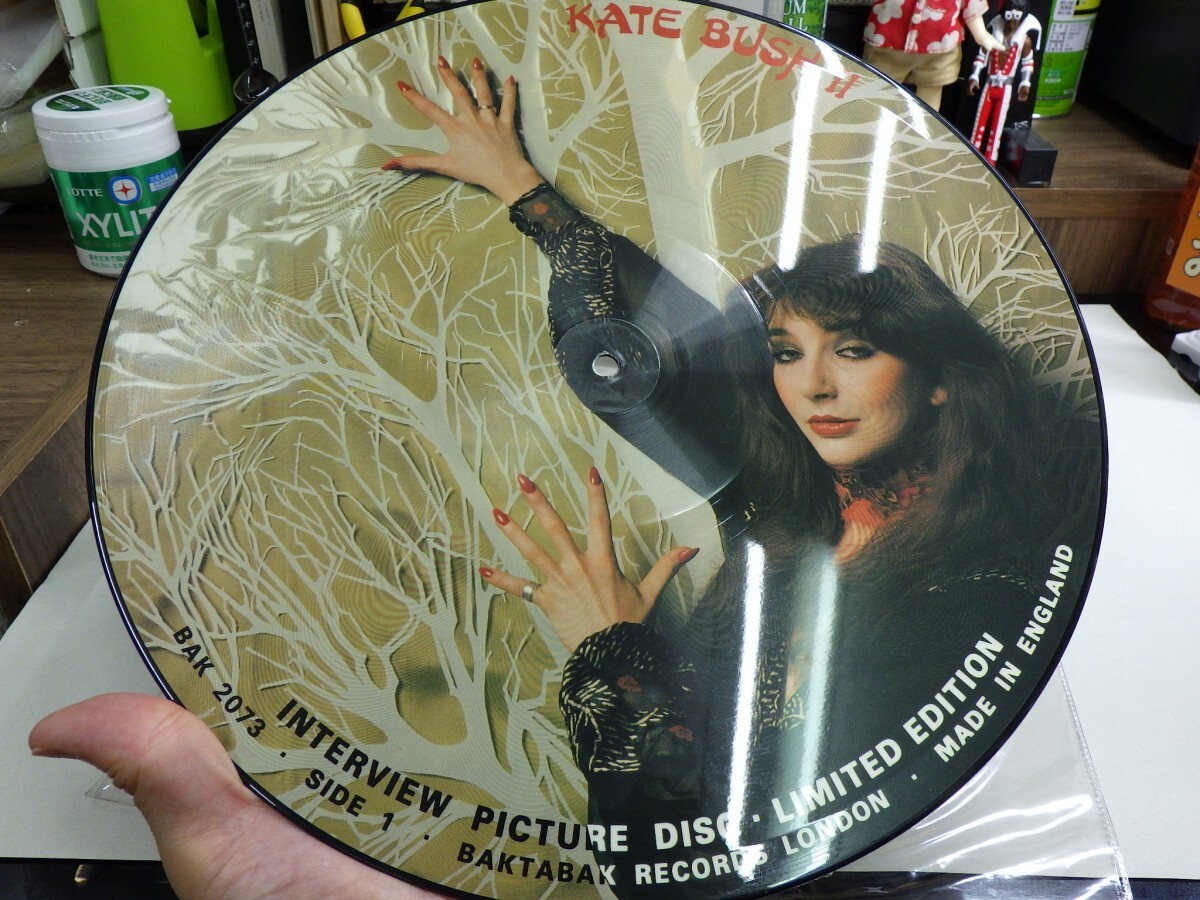 KATE BUSH II
LOTTE
XYLIT
BAK 2073 · SIDE 1 · BAKTABAK RECORDS LONDON · MADE IN ENGLAND
INTERVIEW PICTURE DISC · LIMITED EDITION